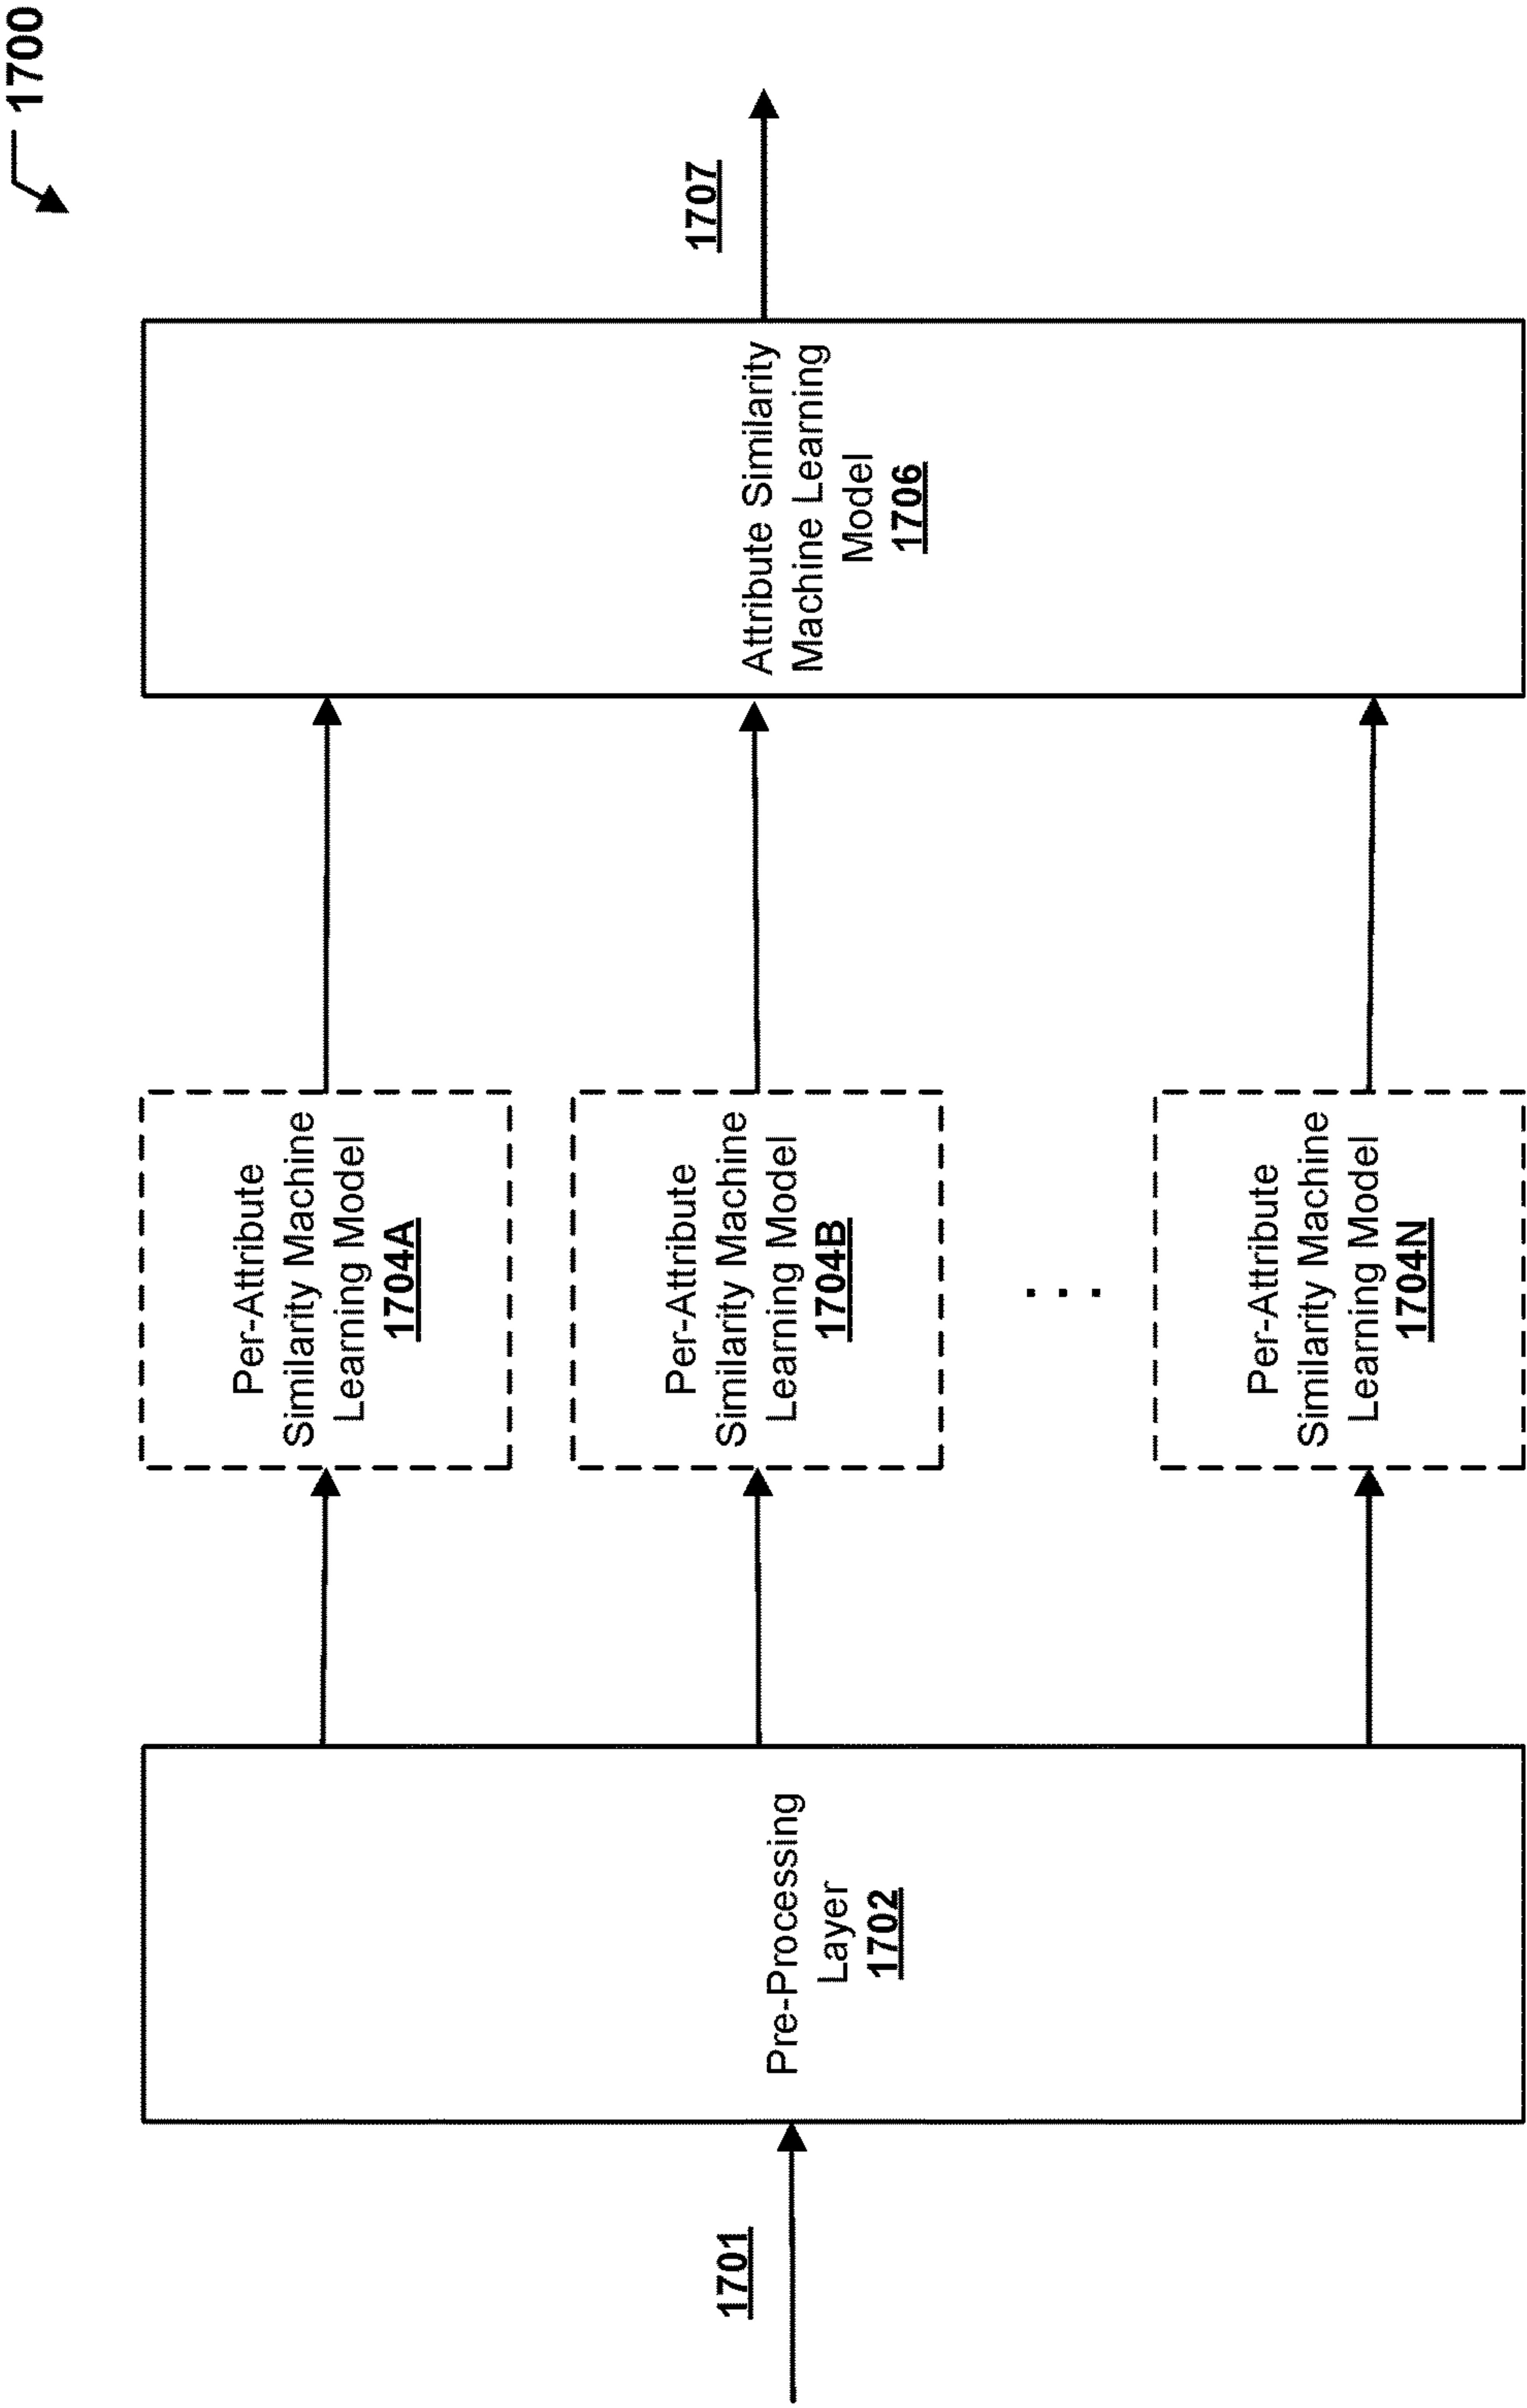 1700
1701
Pre-Processing
Layer
1702
Per-Attribute
Similarity Machine
Learning Model
1704A
Per-Attribute
Similarity Machine
Learning Model
1704B
. . .
Per-Attribute
Similarity Machine
Learning Model
1704N
Attribute Similarity
Machine Learning
Model
1706
1707